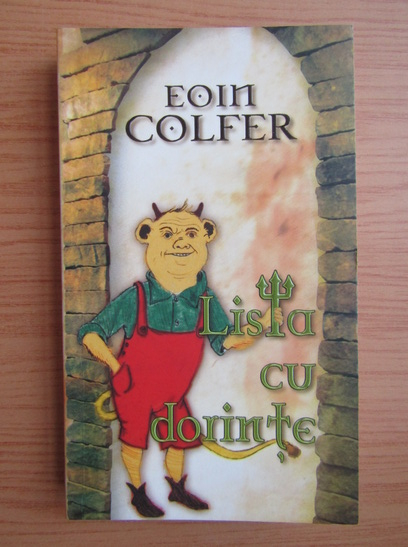 EOIN
COLFER
Lista
cu
dorințe